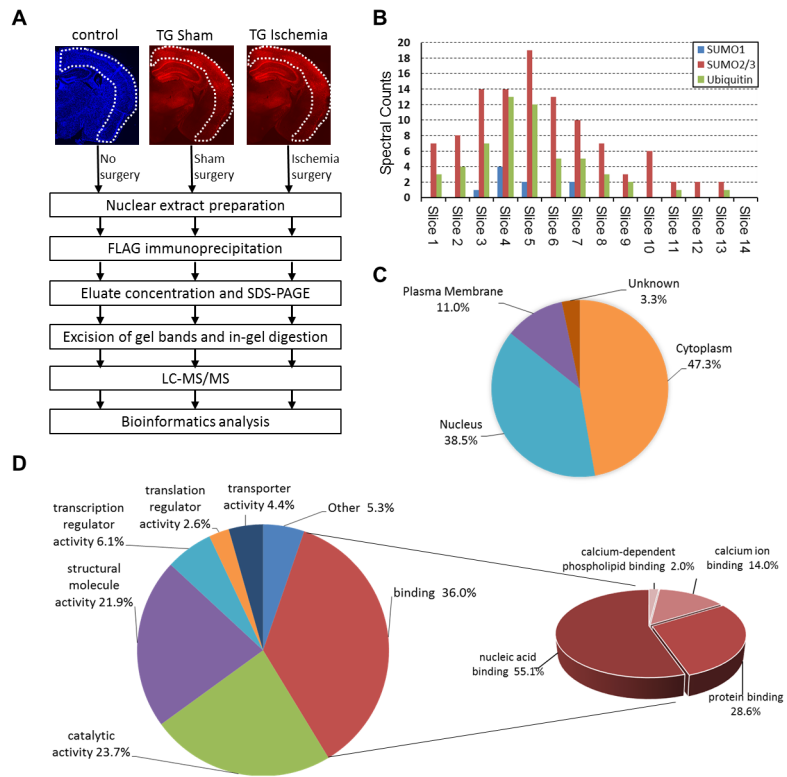 A
control
TG Sham
TG Ischemia
No
surgery
Sham
surgery
Ischemia
surgery
Nuclear extract preparation
FLAG immunoprecipitation
Eluate concentration and SDS-PAGE
Excision of gel bands and in-gel digestion
LC-MS/MS
Bioinformatics analysis
B
Spectral Counts
20
18
16
14
12
10
8
6
4
2
0
SUMO1
SUMO2/3
Ubiquitin
Slice 1
Slice 2
Slice 3
Slice 4
Slice 5
Slice 6
Slice 7
Slice 8
Slice 9
Slice 10
Slice 11
Slice 12
Slice 13
Slice 14
C
Plasma Membrane
11.0%
Unknown
3.3%
Cytoplasm
47.3%
Nucleus
38.5%
D
transcription
regulator
activity 6.1%
translation
regulator
activity 2.6%
transporter
activity 4.4%
Other 5.3%
structural
molecule
activity 21.9%
binding 36.0%
catalytic
activity 23.7%
calcium-dependent
phospholipid binding 2.0%
calcium ion
binding 14.0%
nucleic acid
binding 55.1%
protein binding
28.6%